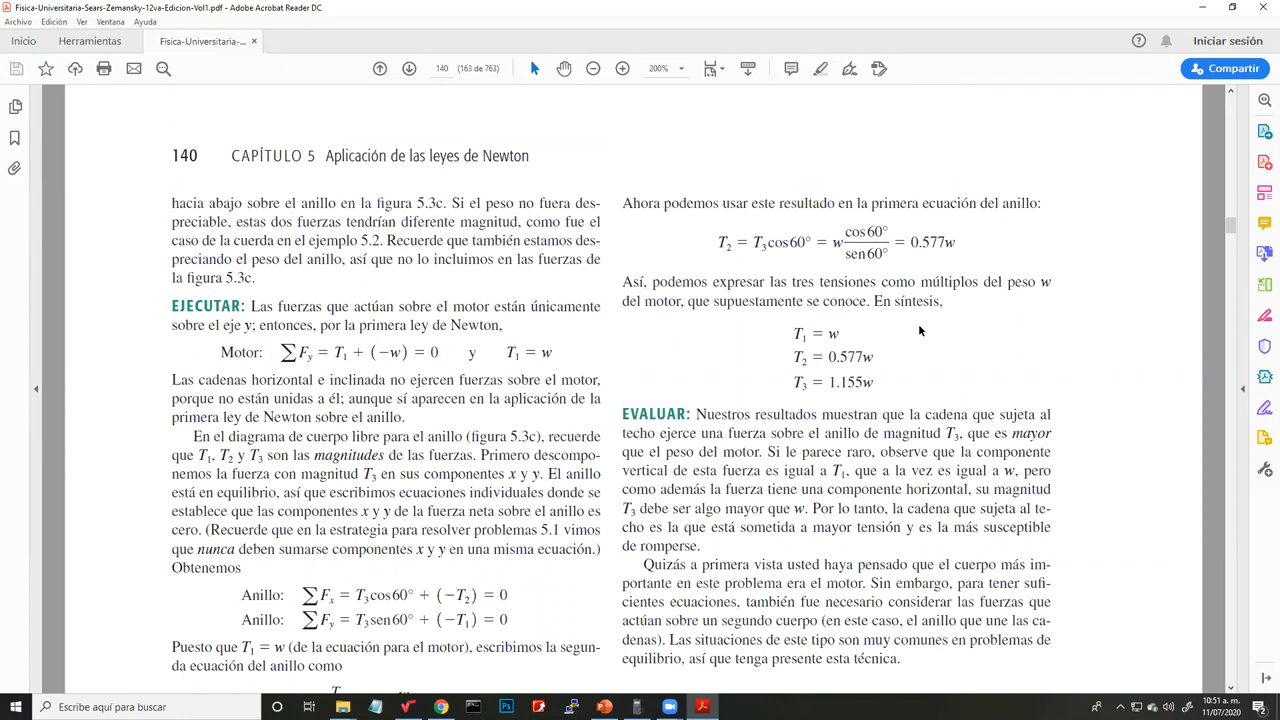 Fisica-Universitaria-Sears-Zemansky-12va-Edicion-Vol1.pdf - Adobe Acrobat Reader DC
Archivo Edición Ver Ventana Ayuda
Inicio Herramientas Fisica-Universitaria-... × Iniciar sesión
140 (163 de 763) 200% Compartir
140 CAPÍTULO 5 Aplicación de las leyes de Newton
hacia abajo sobre el anillo en la figura 5.3c. Si el peso no fuera des-
preciable, estas dos fuerzas tendrían diferente magnitud, como fue el
caso de la cuerda en el ejemplo 5.2. Recuerde que también estamos des-
preciando el peso del anillo, así que no lo incluimos en las fuerzas de
la figura 5.3c.
EJECUTAR: Las fuerzas que actúan sobre el motor están únicamente
sobre el eje y; entonces, por la primera ley de Newton,
Motor: ∑F_y = T₁ + (−w) = 0 y T₁ = w
Las cadenas horizontal e inclinada no ejercen fuerzas sobre el motor,
porque no están unidas a él; aunque sí aparecen en la aplicación de la
primera ley de Newton sobre el anillo.
En el diagrama de cuerpo libre para el anillo (figura 5.3c), recuerde
que T₁, T₂ y T₃ son las magnitudes de las fuerzas. Primero descompo-
nemos la fuerza con magnitud T₃ en sus componentes x y y. El anillo
está en equilibrio, así que escribimos ecuaciones individuales donde se
establece que las componentes x y y de la fuerza neta sobre el anillo es
cero. (Recuerde que en la estrategia para resolver problemas 5.1 vimos
que nunca deben sumarse componentes x y y en una misma ecuación.)
Obtenemos
Anillo: ∑F_x = T₃cos60° + (−T₂) = 0
Anillo: ∑F_y = T₃sen60° + (−T₁) = 0
Puesto que T₁ = w (de la ecuación para el motor), escribimos la segun-
da ecuación del anillo como
Ahora podemos usar este resultado en la primera ecuación del anillo:
T₂ = T₃cos60° = w cos60°/sen60° = 0.577w
Así, podemos expresar las tres tensiones como múltiplos del peso w
del motor, que supuestamente se conoce. En síntesis,
T₁ = w
T₂ = 0.577w
T₃ = 1.155w
EVALUAR: Nuestros resultados muestran que la cadena que sujeta al
techo ejerce una fuerza sobre el anillo de magnitud T₃, que es mayor
que el peso del motor. Si le parece raro, observe que la componente
vertical de esta fuerza es igual a T₁, que a la vez es igual a w, pero
como además la fuerza tiene una componente horizontal, su magnitud
T₃ debe ser algo mayor que w. Por lo tanto, la cadena que sujeta al te-
cho es la que está sometida a mayor tensión y es la más susceptible
de romperse.
Quizás a primera vista usted haya pensado que el cuerpo más im-
portante en este problema era el motor. Sin embargo, para tener sufi-
cientes ecuaciones, también fue necesario considerar las fuerzas que
actúan sobre un segundo cuerpo (en este caso, el anillo que une las ca-
denas). Las situaciones de este tipo son muy comunes en problemas de
equilibrio, así que tenga presente esta técnica.
Escribe aquí para buscar
10:51 a. m.
11/07/2020